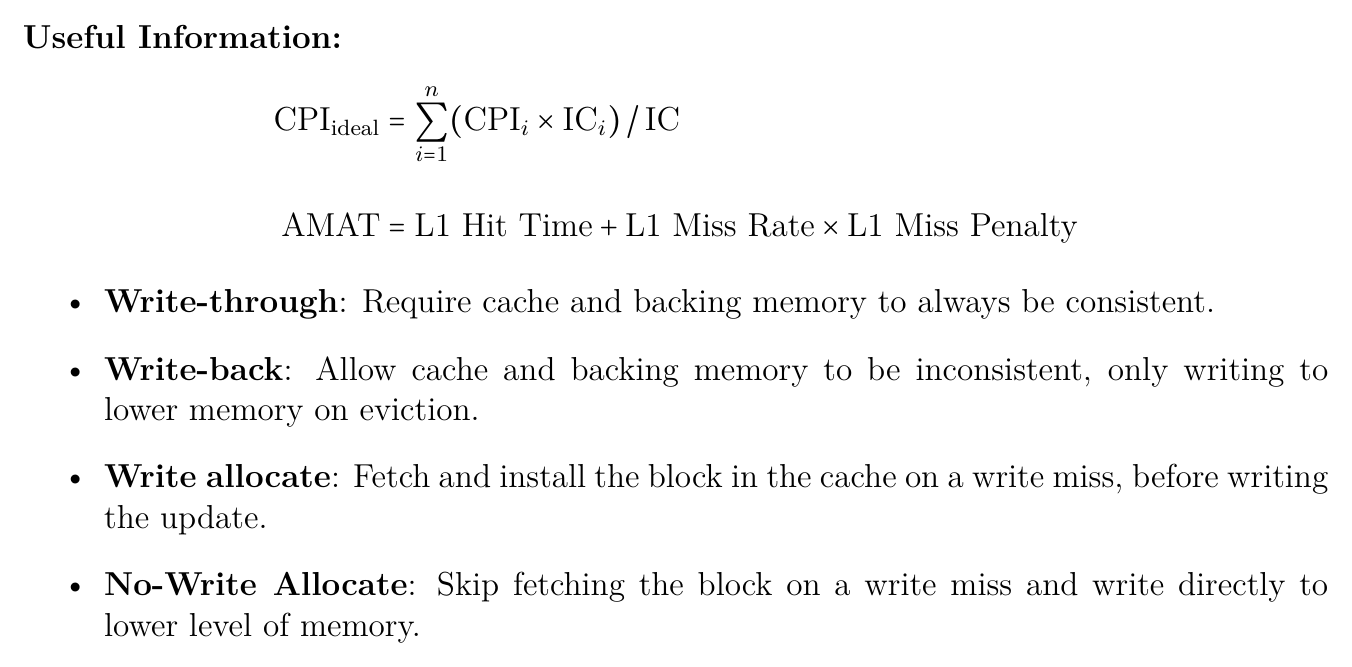 Useful Information:
CPI_ideal = ∑_{i=1}^{n} (CPI_i × IC_i) / IC
AMAT = L1 Hit Time + L1 Miss Rate × L1 Miss Penalty
• Write-through: Require cache and backing memory to always be consistent.
• Write-back: Allow cache and backing memory to be inconsistent, only writing to
lower memory on eviction.
• Write allocate: Fetch and install the block in the cache on a write miss, before writing
the update.
• No-Write Allocate: Skip fetching the block on a write miss and write directly to
lower level of memory.